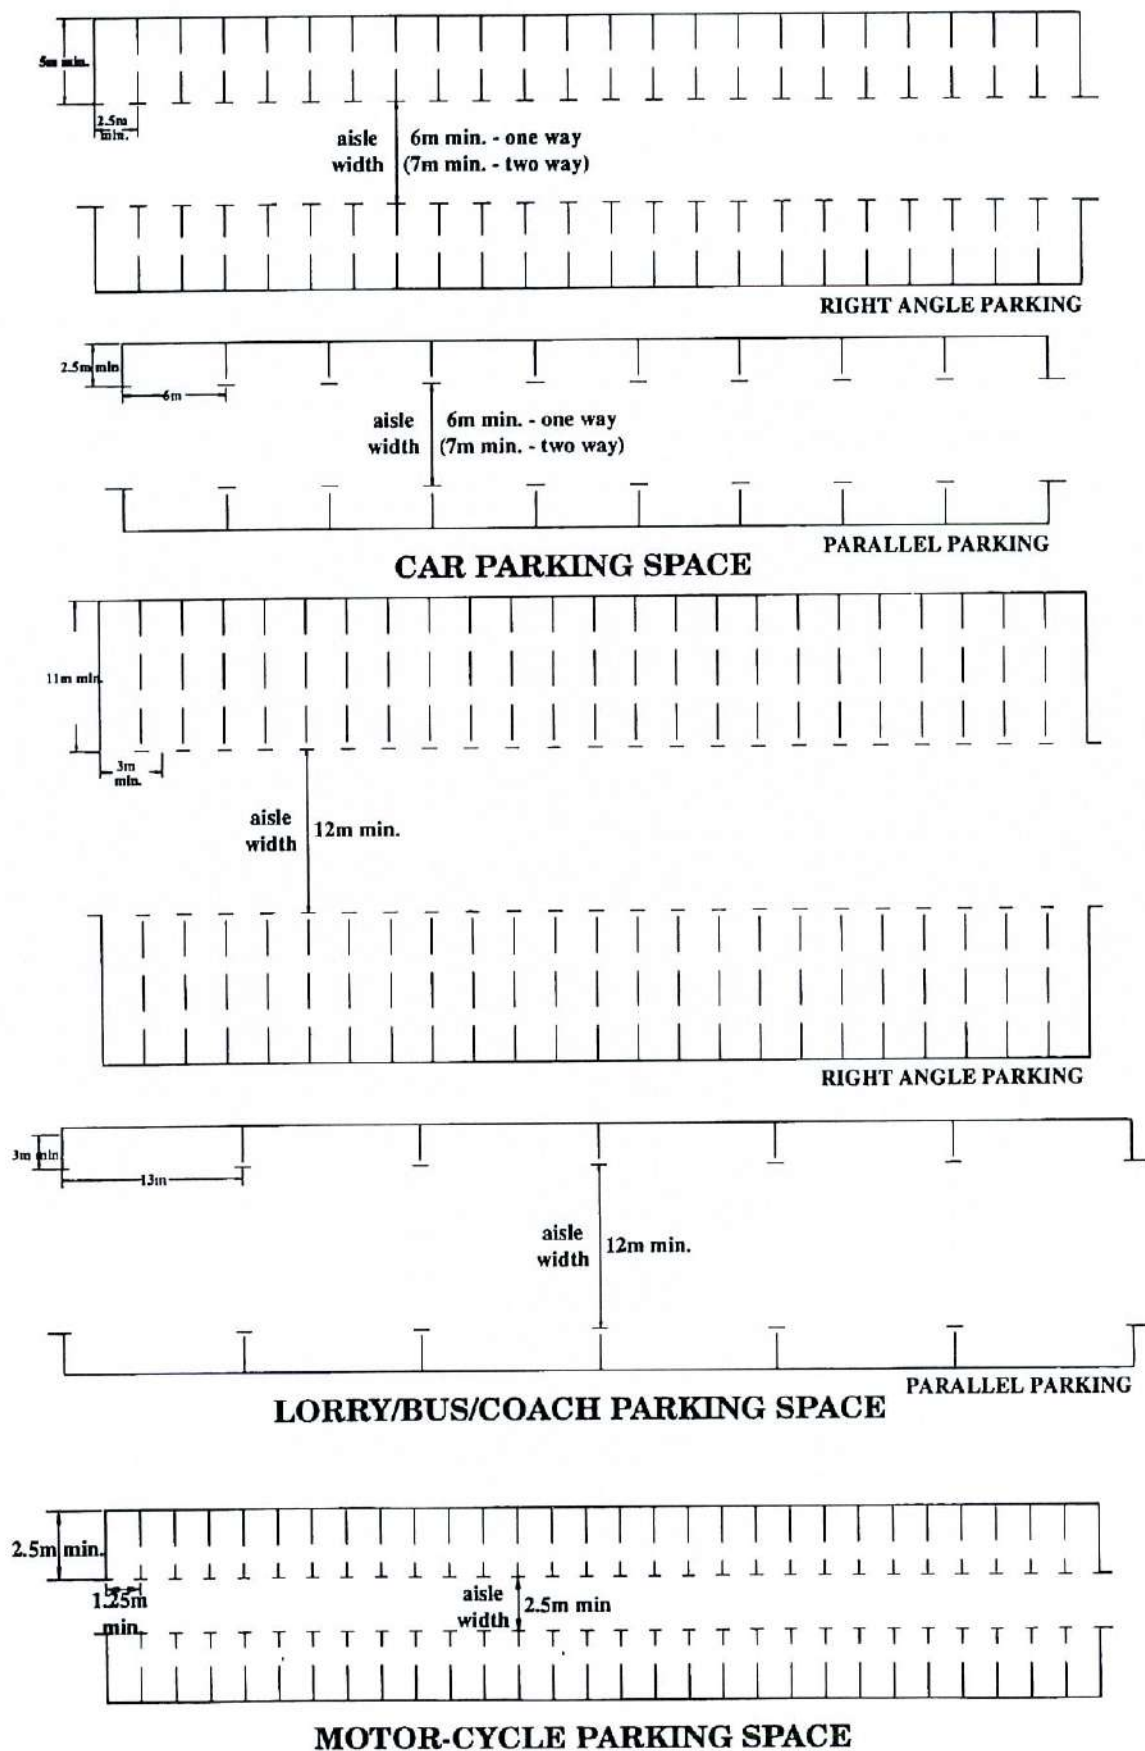 5m min.
2.5m
min.
aisle 6m min. - one way
width (7m min. - two way)
RIGHT ANGLE PARKING
2.5m min
6m
aisle 6m min. - one way
width (7m min. - two way)
PARALLEL PARKING
CAR PARKING SPACE
11m min.
3m
min.
aisle
width 12m min.
RIGHT ANGLE PARKING
3m min
13m
aisle
width 12m min.
PARALLEL PARKING
LORRY/BUS/COACH PARKING SPACE
2.5m min.
1.25m
min.
aisle
width 2.5m min
MOTOR-CYCLE PARKING SPACE